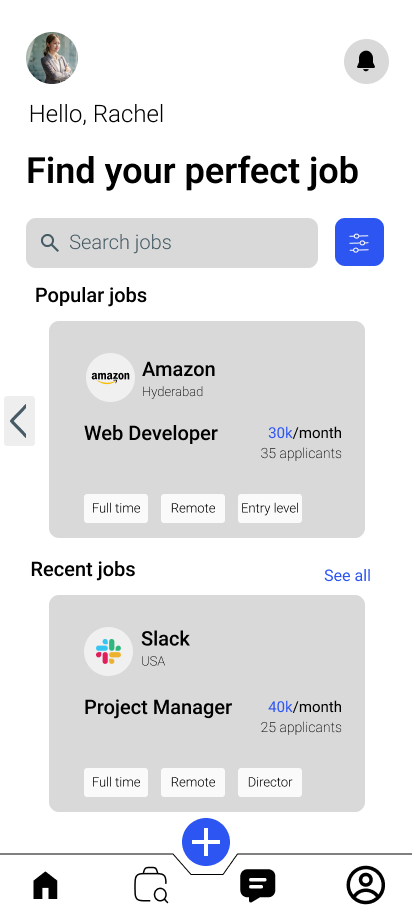 Hello, Rachel
Find your perfect job
Search jobs
Popular jobs
amazon
Amazon
Hyderabad
Web Developer
30k/month
35 applicants
Full time
Remote
Entry level
Recent jobs
See all
Slack
USA
Project Manager
40k/month
25 applicants
Full time
Remote
Director